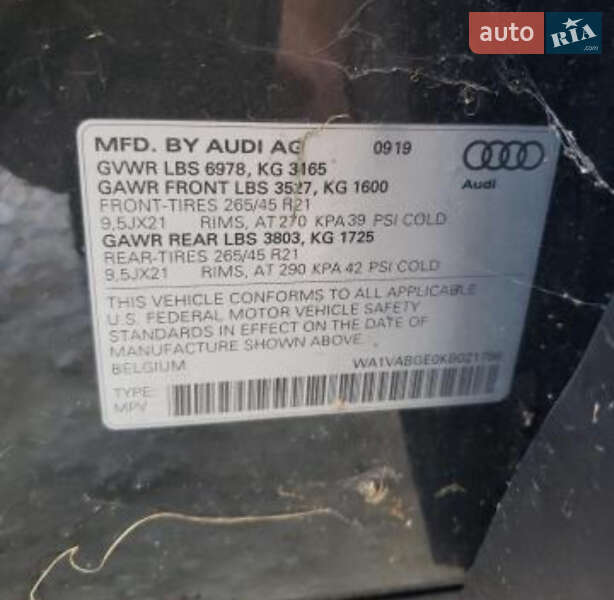 auto RIA
.com
MFD. BY AUDI AG 0919
GVWR LBS 6978, KG 3165
GAWR FRONT LBS 3527, KG 1600
FRONT-TIRES 265/45 R21
9,5JX21 RIMS, AT 270 KPA 39 PSI COLD
GAWR REAR LBS 3803, KG 1725
REAR-TIRES 265/45 R21
9,5JX21 RIMS, AT 290 KPA 42 PSI COLD
Audi
THIS VEHICLE CONFORMS TO ALL APPLICABLE
U.S. FEDERAL MOTOR VEHICLE SAFETY
STANDARDS IN EFFECT ON THE DATE OF
MANUFACTURE SHOWN ABOVE.
BELGIUM
TYPE:
MPV